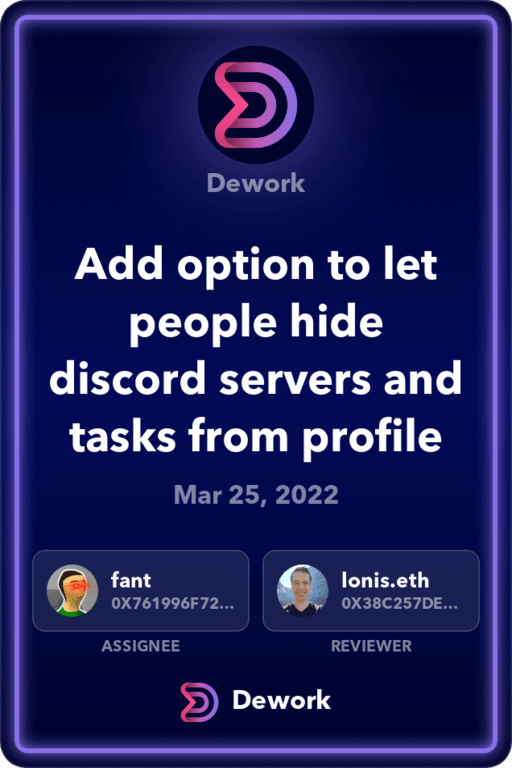 Dework
Add option to let
people hide
discord servers and
tasks from profile
Mar 25, 2022
fant
0X761996F72...
lonis.eth
0X38C257DE...
ASSIGNEE
REVIEWER
Dework